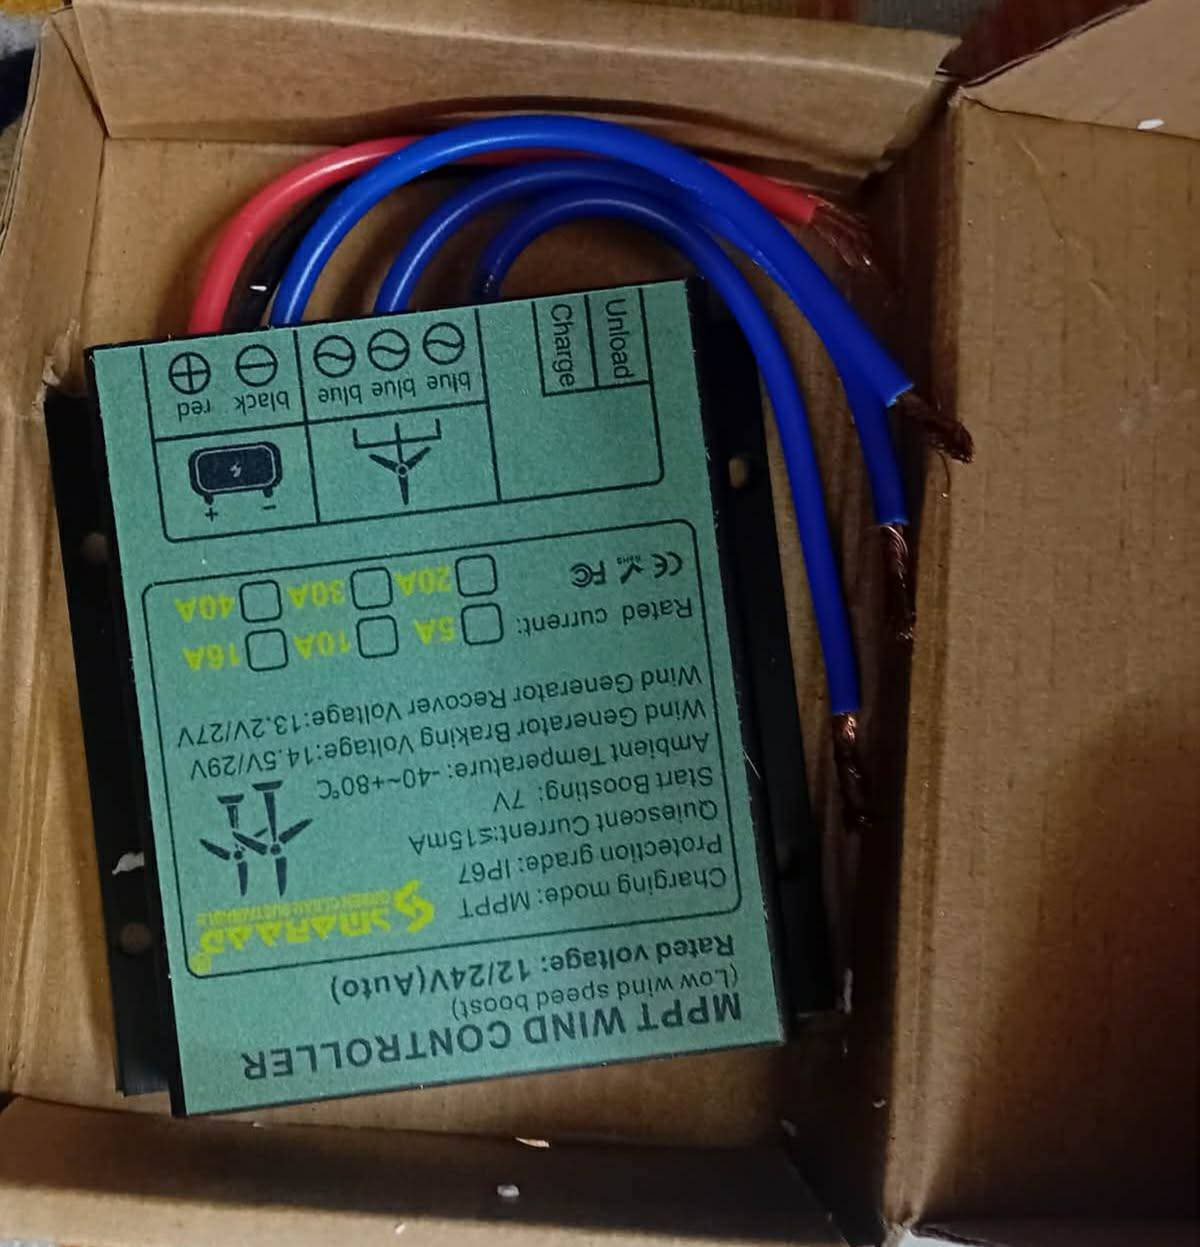 MPPT WIND CONTROLLER
(Low wind speed boost)
Rated voltage: 12/24V(Auto)
Charging mode: MPPT
Protection grade: IP67
Quiescent Current:≤15mA
Start Boosting: 7V
Ambient Temperature: -40~+80℃
Wind Generator Braking Voltage:14.5V/29V
Wind Generator Recover Voltage:13.2V/27V
Rated current: 5A 10A 16A
20A 30A 40A
CE RoHS FC
- +
blue blue blue black red
Unload
Charge